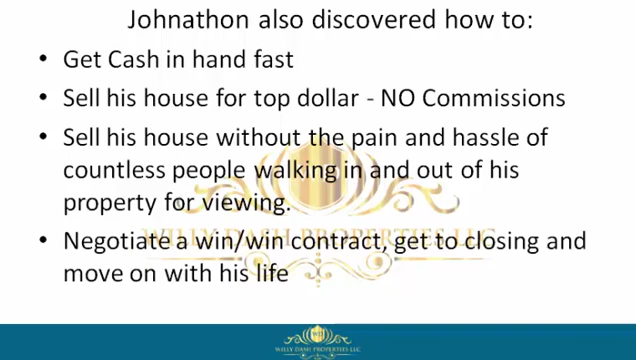 Johnathon also discovered how to:
• Get Cash in hand fast
• Sell his house for top dollar - NO Commissions
• Sell his house without the pain and hassle of
countless people walking in and out of his
property for viewing.
• Negotiate a win/win contract, get to closing and
move on with his life
WILLY DASH PROPERTIES LLC
WILLY DASH PROPERTIES LLC